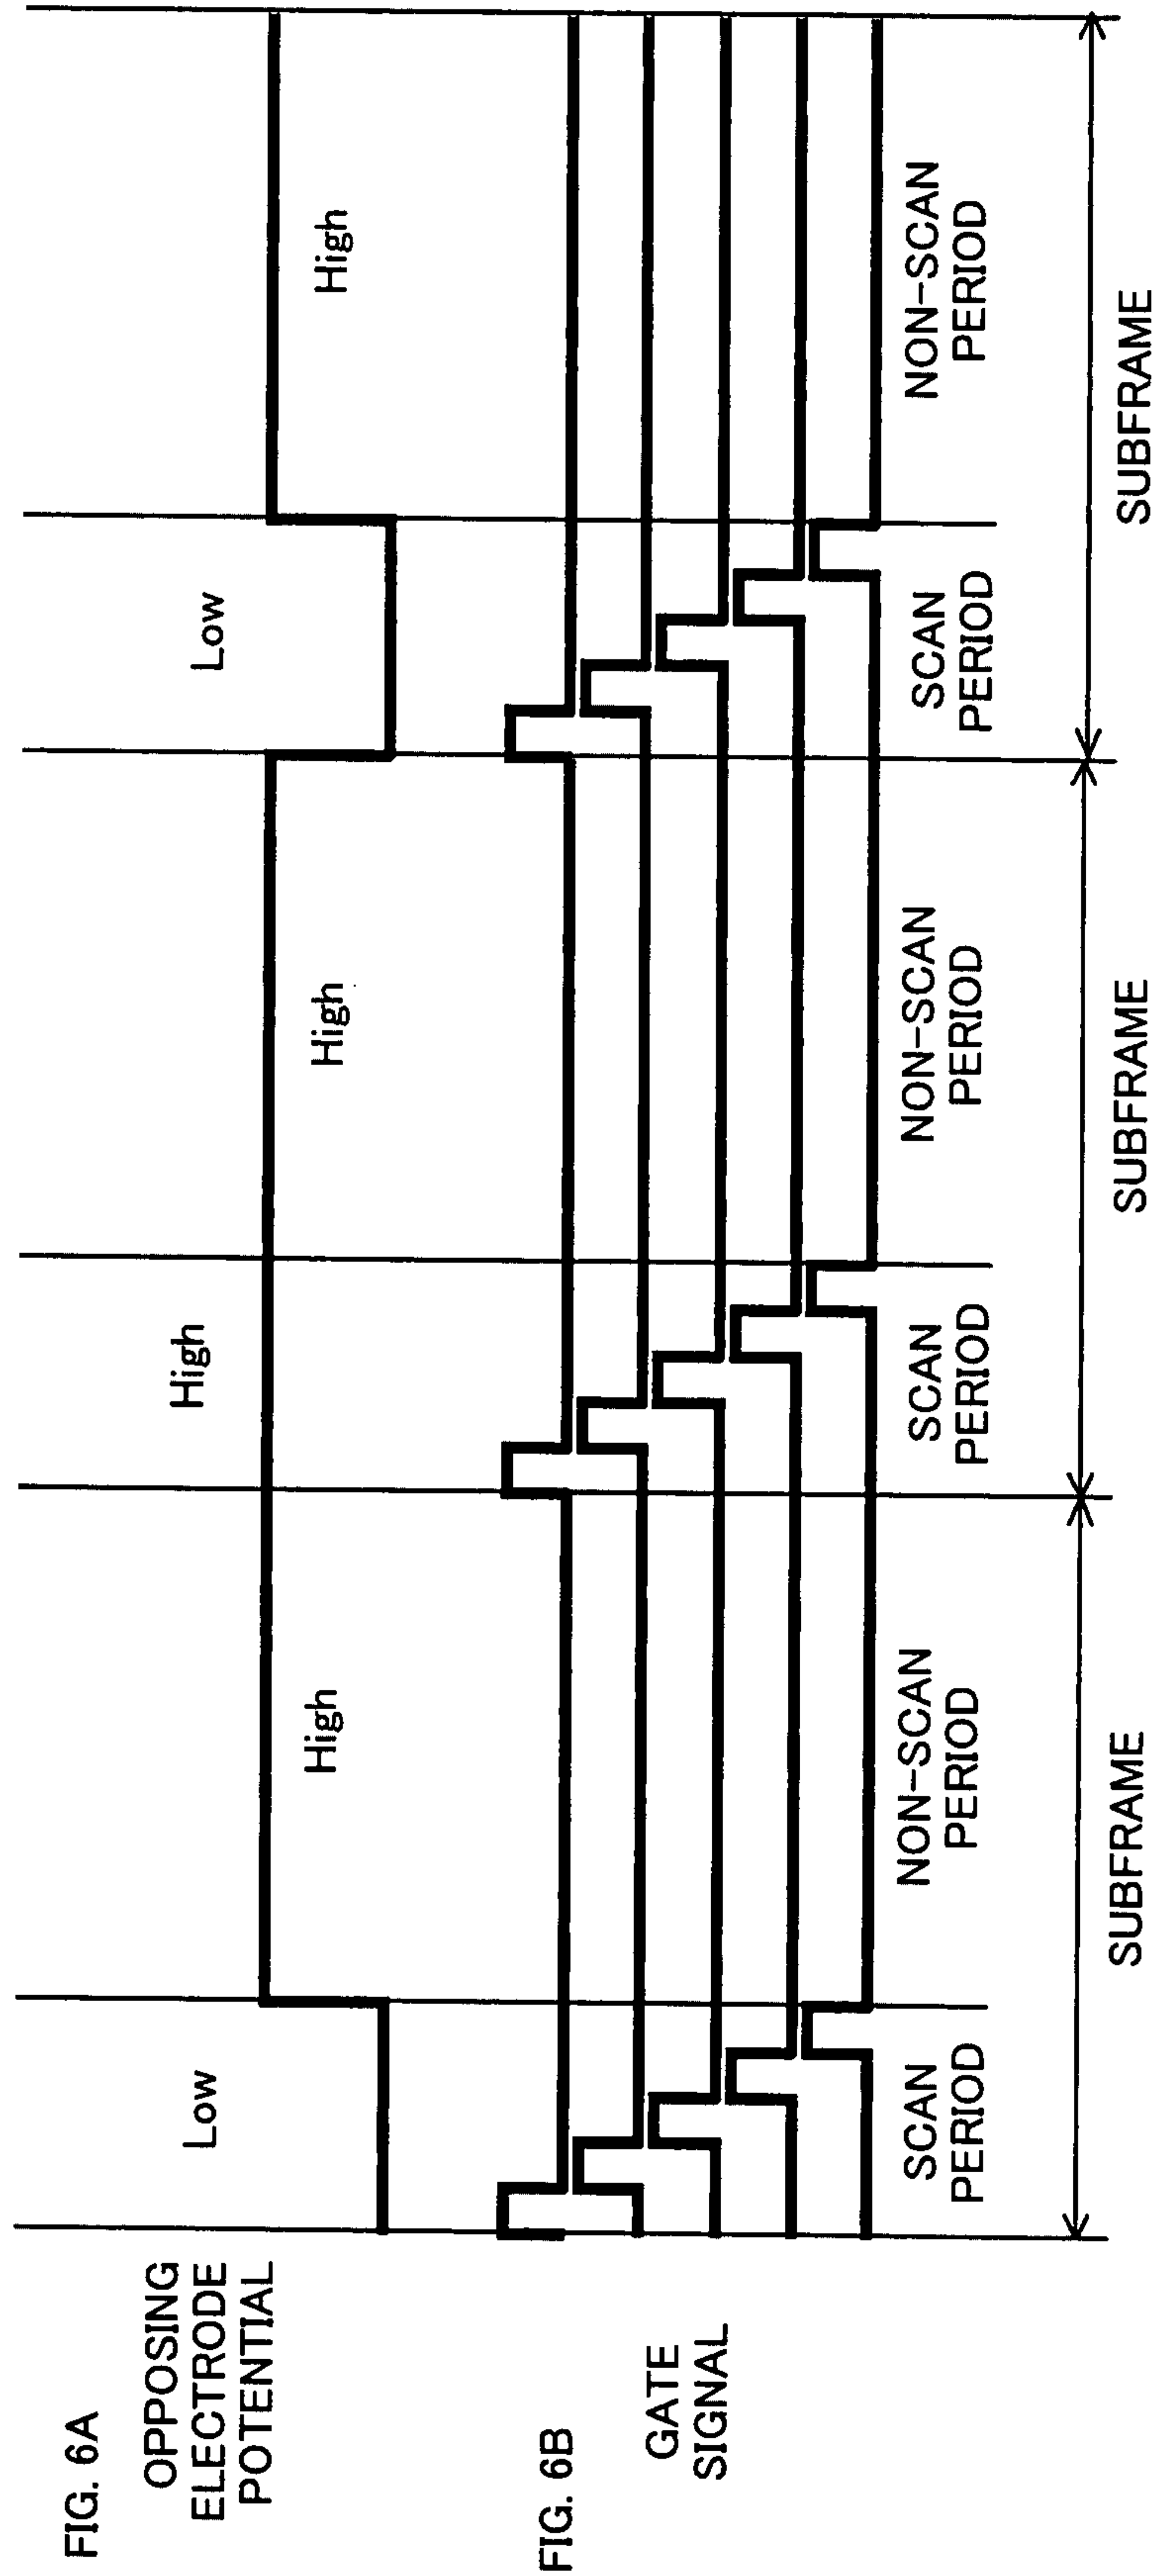 FIG. 6A
OPPOSING
ELECTRODE
POTENTIAL
Low
High
High
High
Low
High
FIG. 6B
GATE
SIGNAL
SCAN
PERIOD
NON-SCAN
PERIOD
SCAN
PERIOD
NON-SCAN
PERIOD
SCAN
PERIOD
NON-SCAN
PERIOD
SUBFRAME
SUBFRAME
SUBFRAME